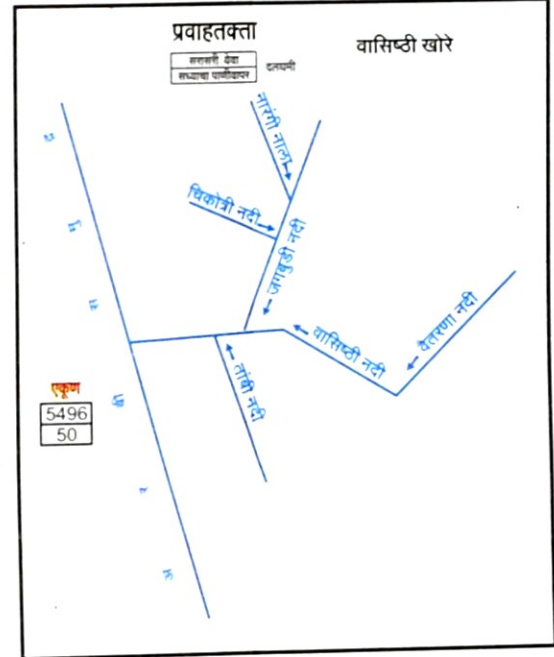 प्रवाहतक्ता
वासिष्ठी खोरे
सरासरी येवा
सध्याचा पाणीवापर
दलघमी
नारंगी नाला
चिकोत्री नदी
जगबुडी नदी
वैतरणा नदी
वासिष्ठी नदी
तांबी नदी
एकूण
5496
50
अ
र
बी
स
मु
द्र